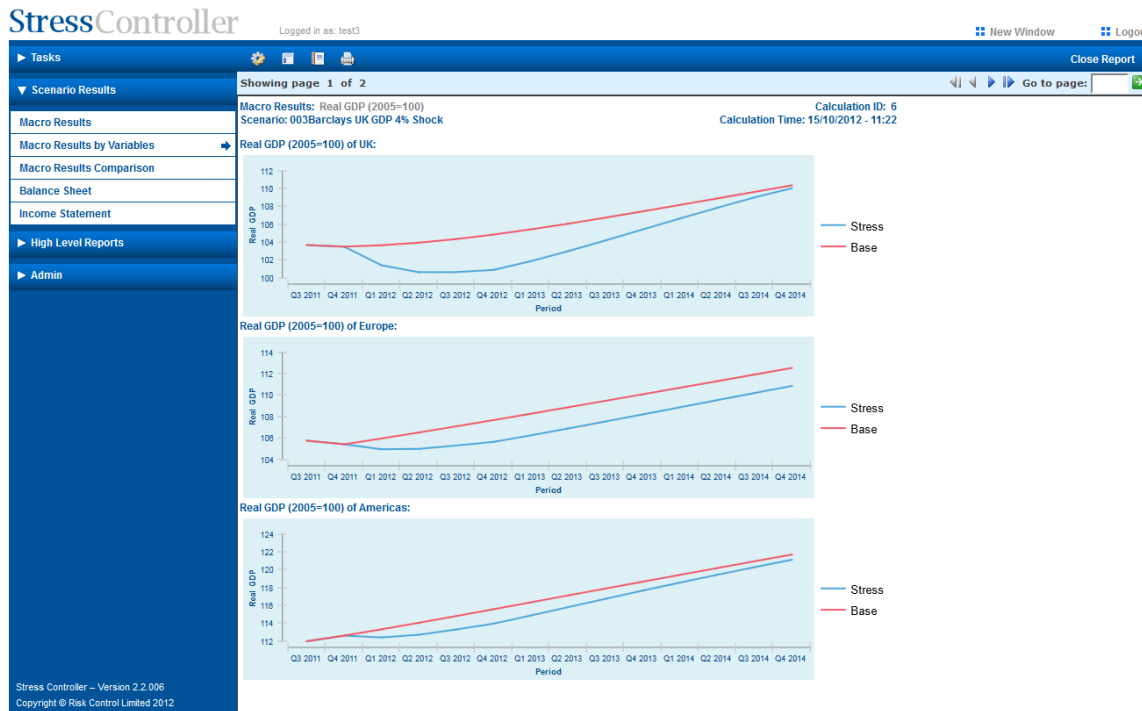 StressController
Logged in as: test3
New Window
Logou
Tasks
Close Report
Scenario Results
Showing page 1 of 2
Go to page:
Macro Results
Macro Results by Variables
Macro Results Comparison
Balance Sheet
Income Statement
High Level Reports
Admin
Macro Results: Real GDP (2005=100)
Calculation ID: 6
Scenario: 003Barclays UK GDP 4% Shock
Calculation Time: 15/10/2012 - 11:22
Real GDP (2005=100) of UK:
112
110
108
106
104
102
100
Real GDP
Q3 2011 Q4 2011 Q1 2012 Q2 2012 Q3 2012 Q4 2012 Q1 2013 Q2 2013 Q3 2013 Q4 2013 Q1 2014 Q2 2014 Q3 2014 Q4 2014
Period
Stress
Base
Real GDP (2005=100) of Europe:
114
112
110
108
106
104
Real GDP
Q3 2011 Q4 2011 Q1 2012 Q2 2012 Q3 2012 Q4 2012 Q1 2013 Q2 2013 Q3 2013 Q4 2013 Q1 2014 Q2 2014 Q3 2014 Q4 2014
Period
Stress
Base
Real GDP (2005=100) of Americas:
124
122
120
118
116
114
112
Real GDP
Q3 2011 Q4 2011 Q1 2012 Q2 2012 Q3 2012 Q4 2012 Q1 2013 Q2 2013 Q3 2013 Q4 2013 Q1 2014 Q2 2014 Q3 2014 Q4 2014
Period
Stress
Base
Stress Controller – Version 2.2.006
Copyright © Risk Control Limited 2012